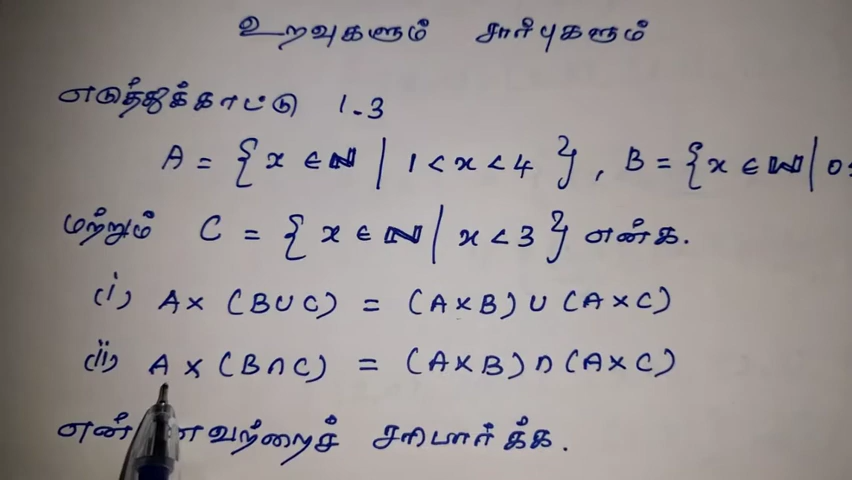 உறவுகளும் சார்புகளும்
எடுத்துக்காட்டு 1.3
A = { x ∈ ℕ | 1 < x < 4 } , B = { x ∈ W | 0
மற்றும் C = { x ∈ ℕ | x < 3 } என்க.
(i) A × (B ∪ C) = (A × B) ∪ (A × C)
(ii) A × (B ∩ C) = (A × B) ∩ (A × C)
சரிபார்க்க.